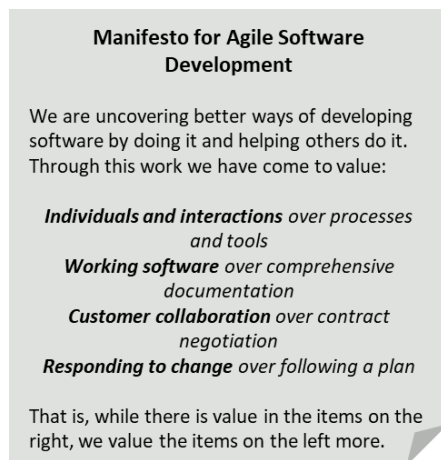 Manifesto for Agile Software
Development
We are uncovering better ways of developing
software by doing it and helping others do it.
Through this work we have come to value:
Individuals and interactions over processes
and tools
Working software over comprehensive
documentation
Customer collaboration over contract
negotiation
Responding to change over following a plan
That is, while there is value in the items on the
right, we value the items on the left more.